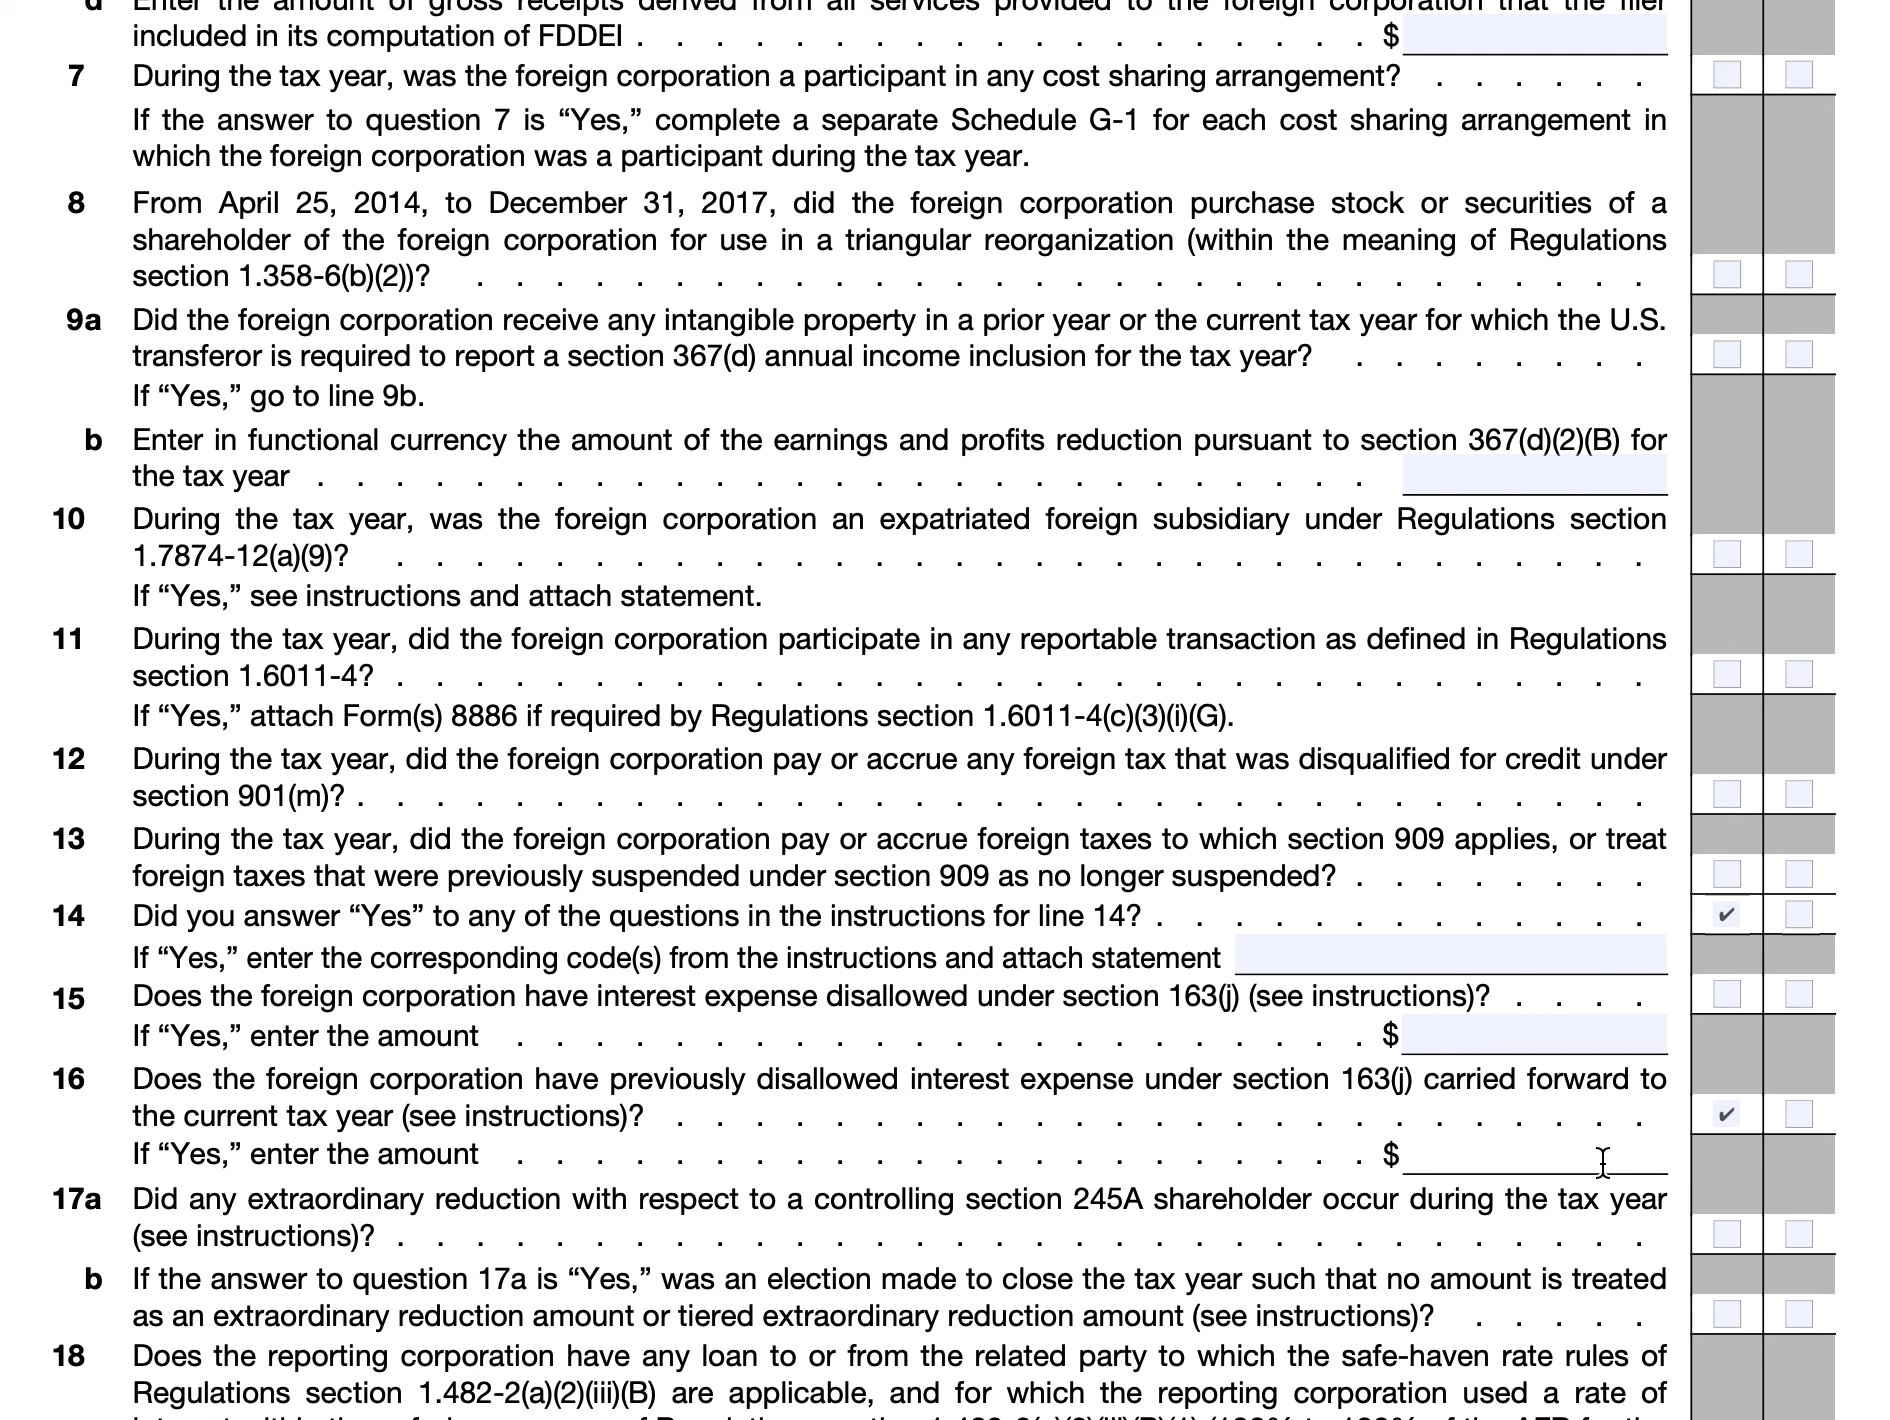 d Enter the amount of gross receipts derived from all services provided to the foreign corporation that the filer
included in its computation of FDDEI . . . . . . . . . . . . . . . . . . . $
7 During the tax year, was the foreign corporation a participant in any cost sharing arrangement? . . . . . .
If the answer to question 7 is “Yes,” complete a separate Schedule G-1 for each cost sharing arrangement in
which the foreign corporation was a participant during the tax year.
8 From April 25, 2014, to December 31, 2017, did the foreign corporation purchase stock or securities of a
shareholder of the foreign corporation for use in a triangular reorganization (within the meaning of Regulations
section 1.358-6(b)(2))? . . . . . . . . . . . . . . . . . . . . . . . . . . . . . .
9a Did the foreign corporation receive any intangible property in a prior year or the current tax year for which the U.S.
transferor is required to report a section 367(d) annual income inclusion for the tax year? . . . . . . . .
If “Yes,” go to line 9b.
b Enter in functional currency the amount of the earnings and profits reduction pursuant to section 367(d)(2)(B) for
the tax year . . . . . . . . . . . . . . . . . . . . . . . . . . .
10 During the tax year, was the foreign corporation an expatriated foreign subsidiary under Regulations section
1.7874-12(a)(9)? . . . . . . . . . . . . . . . . . . . . . . . . . . . . . . . .
If “Yes,” see instructions and attach statement.
11 During the tax year, did the foreign corporation participate in any reportable transaction as defined in Regulations
section 1.6011-4? . . . . . . . . . . . . . . . . . . . . . . . . . . . . . . . .
If “Yes,” attach Form(s) 8886 if required by Regulations section 1.6011-4(c)(3)(i)(G).
12 During the tax year, did the foreign corporation pay or accrue any foreign tax that was disqualified for credit under
section 901(m)? . . . . . . . . . . . . . . . . . . . . . . . . . . . . . . . . .
13 During the tax year, did the foreign corporation pay or accrue foreign taxes to which section 909 applies, or treat
foreign taxes that were previously suspended under section 909 as no longer suspended? . . . . . . . .
14 Did you answer “Yes” to any of the questions in the instructions for line 14? . . . . . . . . . . . . . ✔
If “Yes,” enter the corresponding code(s) from the instructions and attach statement
15 Does the foreign corporation have interest expense disallowed under section 163(j) (see instructions)? . . . .
If “Yes,” enter the amount . . . . . . . . . . . . . . . . . . . . . . $
16 Does the foreign corporation have previously disallowed interest expense under section 163(j) carried forward to
the current tax year (see instructions)? . . . . . . . . . . . . . . . . . . . . . . . . . ✔
If “Yes,” enter the amount . . . . . . . . . . . . . . . . . . . . . . $
17a Did any extraordinary reduction with respect to a controlling section 245A shareholder occur during the tax year
(see instructions)? . . . . . . . . . . . . . . . . . . . . . . . . . . . . . . . .
b If the answer to question 17a is “Yes,” was an election made to close the tax year such that no amount is treated
as an extraordinary reduction amount or tiered extraordinary reduction amount (see instructions)? . . . . .
18 Does the reporting corporation have any loan to or from the related party to which the safe-haven rate rules of
Regulations section 1.482-2(a)(2)(iii)(B) are applicable, and for which the reporting corporation used a rate of